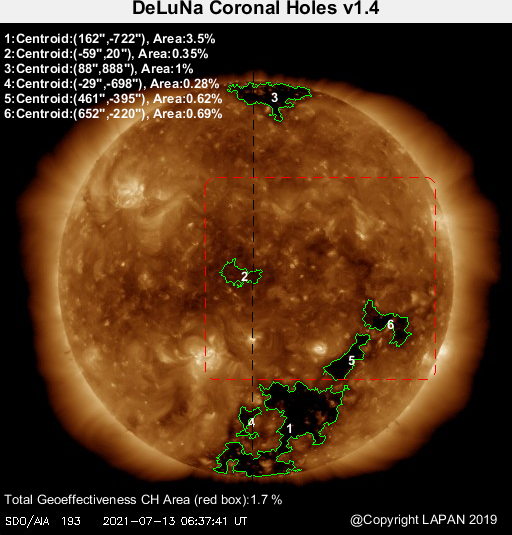 DeLuNa Coronal Holes v1.4
1:Centroid:(162",-722"), Area:3.5%
2:Centroid:(-59",20"), Area:0.35%
3:Centroid:(88",888"), Area:1%
4:Centroid:(-29",-698"), Area:0.28%
5:Centroid:(461",-395"), Area:0.62%
6:Centroid:(652",-220"), Area:0.69%
3
2
6
5
4
1
Total Geoeffectiveness CH Area (red box):1.7 %
SDO/AIA 193 2021-07-13 06:37:41 UT
@Copyright LAPAN 2019